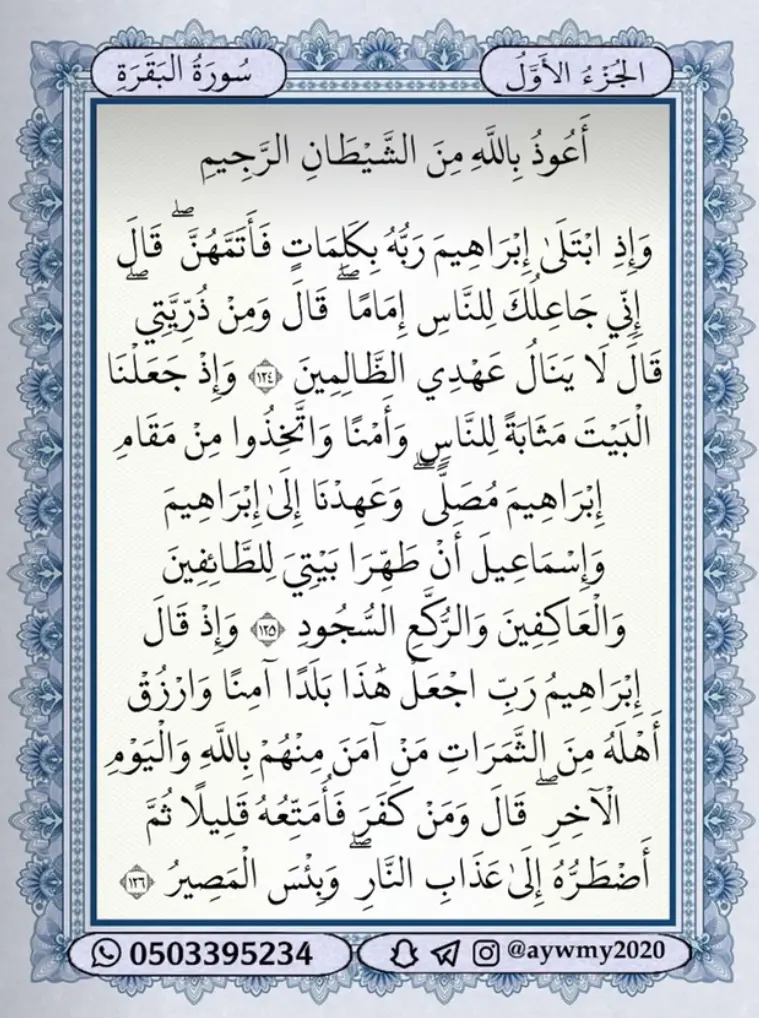 الجُزْءُ الأَوَّلُ
سُورَةُ البَقَرَةِ
أَعُوذُ بِاللَّهِ مِنَ الشَّيْطَانِ الرَّجِيمِ
وَإِذِ ابْتَلَىٰ إِبْرَاهِيمَ رَبُّهُ بِكَلِمَاتٍ فَأَتَمَّهُنَّ ۖ قَالَ
إِنِّي جَاعِلُكَ لِلنَّاسِ إِمَامًا ۖ قَالَ وَمِنْ ذُرِّيَّتِي ۖ
قَالَ لَا يَنَالُ عَهْدِي الظَّالِمِينَ ﴿١٢٤﴾ وَإِذْ جَعَلْنَا
الْبَيْتَ مَثَابَةً لِلنَّاسِ وَأَمْنًا وَاتَّخِذُوا مِنْ مَقَامِ
إِبْرَاهِيمَ مُصَلًّى ۖ وَعَهِدْنَا إِلَىٰ إِبْرَاهِيمَ
وَإِسْمَاعِيلَ أَنْ طَهِّرَا بَيْتِيَ لِلطَّائِفِينَ
وَالْعَاكِفِينَ وَالرُّكَّعِ السُّجُودِ ﴿١٢٥﴾ وَإِذْ قَالَ
إِبْرَاهِيمُ رَبِّ اجْعَلْ هَٰذَا بَلَدًا آمِنًا وَارْزُقْ
أَهْلَهُ مِنَ الثَّمَرَاتِ مَنْ آمَنَ مِنْهُمْ بِاللَّهِ وَالْيَوْمِ
الْآخِرِ ۖ قَالَ وَمَنْ كَفَرَ فَأُمَتِّعُهُ قَلِيلًا ثُمَّ
أَضْطَرُّهُ إِلَىٰ عَذَابِ النَّارِ ۖ وَبِئْسَ الْمَصِيرُ ﴿١٢٦﴾
0503395234
@aywmy2020